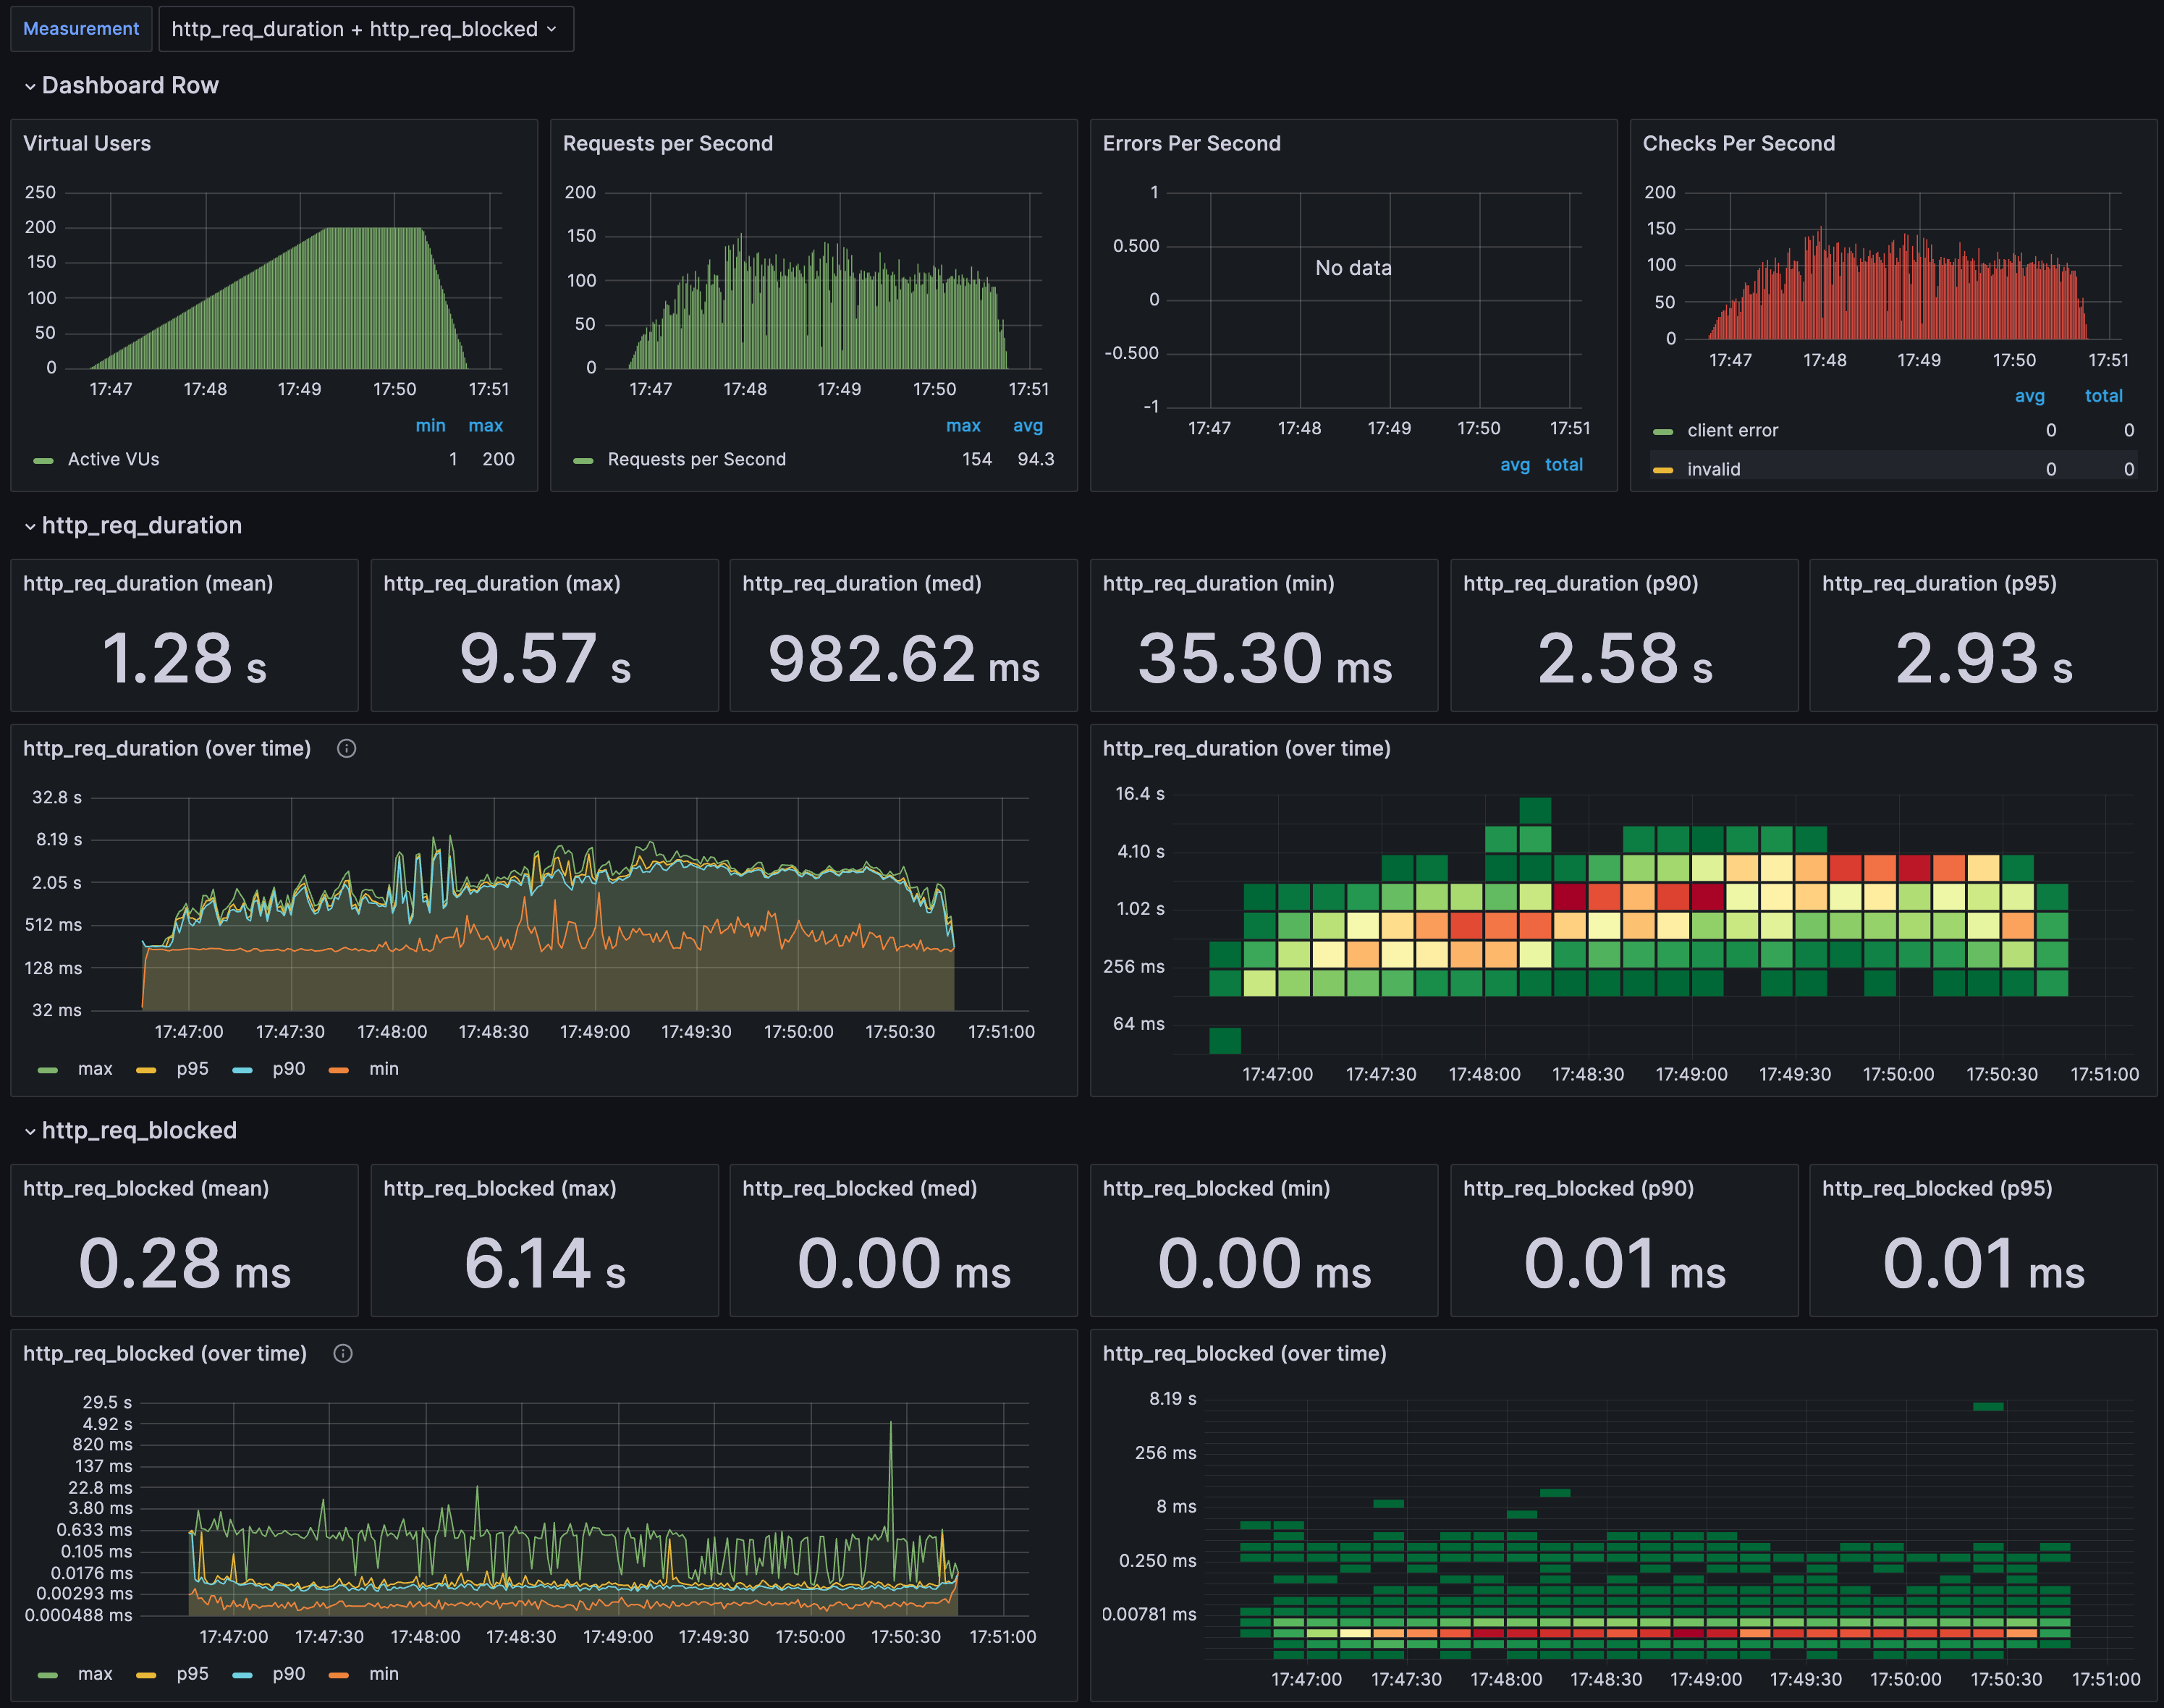 Measurement http_req_duration + http_req_blocked
Dashboard Row
Virtual Users
250
200
150
100
50
0
17:47 17:48 17:49 17:50 17:51
min max
Active VUs 1 200
Requests per Second
200
150
100
50
0
17:47 17:48 17:49 17:50 17:51
max avg
Requests per Second 154 94.3
Errors Per Second
1
0.500
0
-0.500
-1
No data
17:47 17:48 17:49 17:50 17:51
avg total
Checks Per Second
200
150
100
50
0
17:47 17:48 17:49 17:50 17:51
avg total
client error 0 0
invalid 0 0
http_req_duration
http_req_duration (mean)
1.28 s
http_req_duration (max)
9.57 s
http_req_duration (med)
982.62 ms
http_req_duration (min)
35.30 ms
http_req_duration (p90)
2.58 s
http_req_duration (p95)
2.93 s
http_req_duration (over time)
32.8 s
8.19 s
2.05 s
512 ms
128 ms
32 ms
17:47:00 17:47:30 17:48:00 17:48:30 17:49:00 17:49:30 17:50:00 17:50:30 17:51:00
max p95 p90 min
http_req_duration (over time)
16.4 s
4.10 s
1.02 s
256 ms
64 ms
17:47:00 17:47:30 17:48:00 17:48:30 17:49:00 17:49:30 17:50:00 17:50:30 17:51:00
http_req_blocked
http_req_blocked (mean)
0.28 ms
http_req_blocked (max)
6.14 s
http_req_blocked (med)
0.00 ms
http_req_blocked (min)
0.00 ms
http_req_blocked (p90)
0.01 ms
http_req_blocked (p95)
0.01 ms
http_req_blocked (over time)
29.5 s
4.92 s
820 ms
137 ms
22.8 ms
3.80 ms
0.633 ms
0.105 ms
0.0176 ms
0.00293 ms
0.000488 ms
17:47:00 17:47:30 17:48:00 17:48:30 17:49:00 17:49:30 17:50:00 17:50:30 17:51:00
max p95 p90 min
http_req_blocked (over time)
8.19 s
256 ms
8 ms
0.250 ms
0.00781 ms
17:47:00 17:47:30 17:48:00 17:48:30 17:49:00 17:49:30 17:50:00 17:50:30 17:51:00